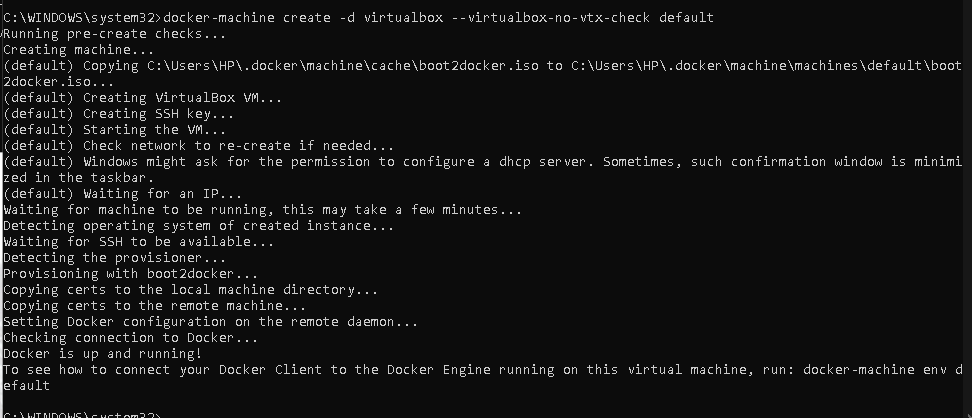 C:\WINDOWS\system32>docker-machine create -d virtualbox --virtualbox-no-vtx-check default
Running pre-create checks...
Creating machine...
(default) Copying C:\Users\HP\.docker\machine\cache\boot2docker.iso to C:\Users\HP\.docker\machine\machines\default\boot
2docker.iso...
(default) Creating VirtualBox VM...
(default) Creating SSH key...
(default) Starting the VM...
(default) Check network to re-create if needed...
(default) Windows might ask for the permission to configure a dhcp server. Sometimes, such confirmation window is minimi
zed in the taskbar.
(default) Waiting for an IP...
Waiting for machine to be running, this may take a few minutes...
Detecting operating system of created instance...
Waiting for SSH to be available...
Detecting the provisioner...
Provisioning with boot2docker...
Copying certs to the local machine directory...
Copying certs to the remote machine...
Setting Docker configuration on the remote daemon...
Checking connection to Docker...
Docker is up and running!
To see how to connect your Docker Client to the Docker Engine running on this virtual machine, run: docker-machine env d
efault
C:\WINDOWS\system32>